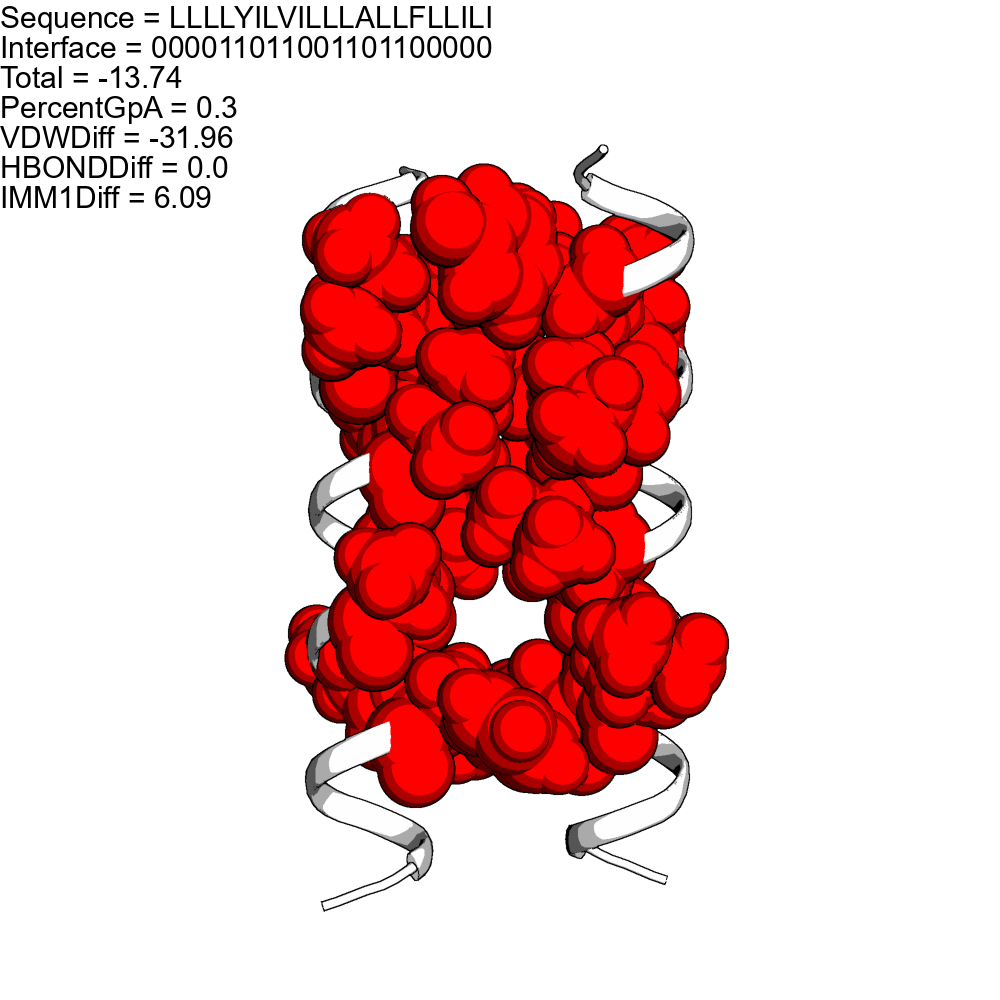 Sequence = LLLLYILVILLLALLFLLILI
Interface = 000011011001101100000
Total = -13.74
PercentGpA = 0.3
VDWDiff = -31.96
HBONDDiff = 0.0
IMM1Diff = 6.09